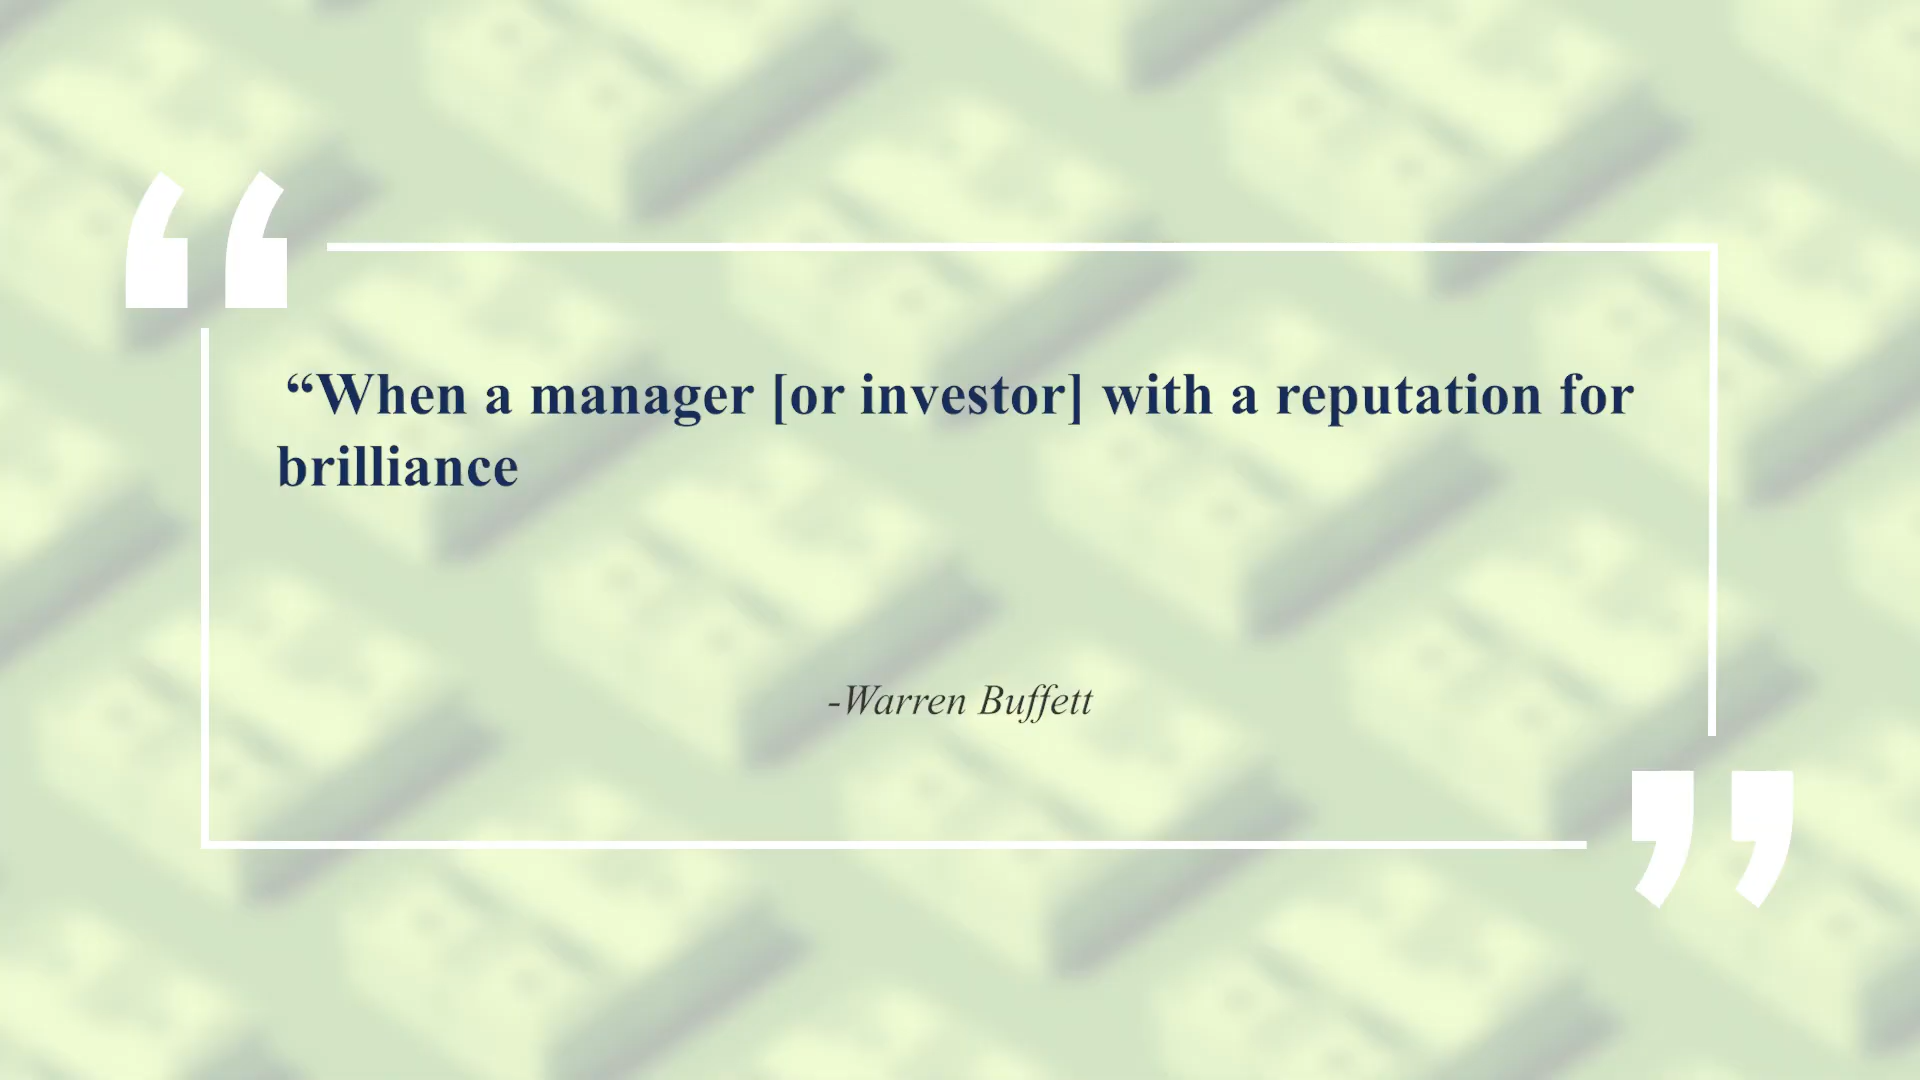 “When a manager [or investor] with a reputation for
brilliance
-Warren Buffett